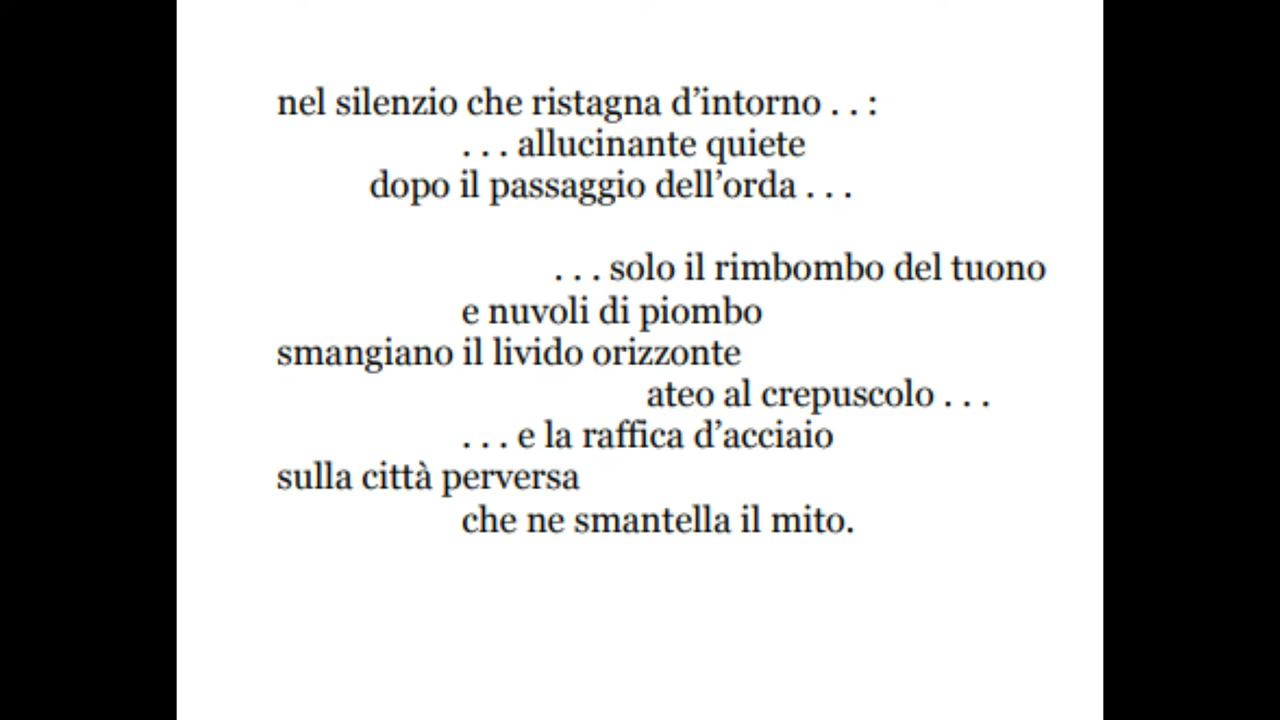 nel silenzio che ristagna d’intorno . . :
. . . allucinante quiete
dopo il passaggio dell’orda . . .
. . . solo il rimbombo del tuono
e nuvoli di piombo
smangiano il livido orizzonte
ateo al crepuscolo . . .
. . . e la raffica d’acciaio
sulla città perversa
che ne smantella il mito.